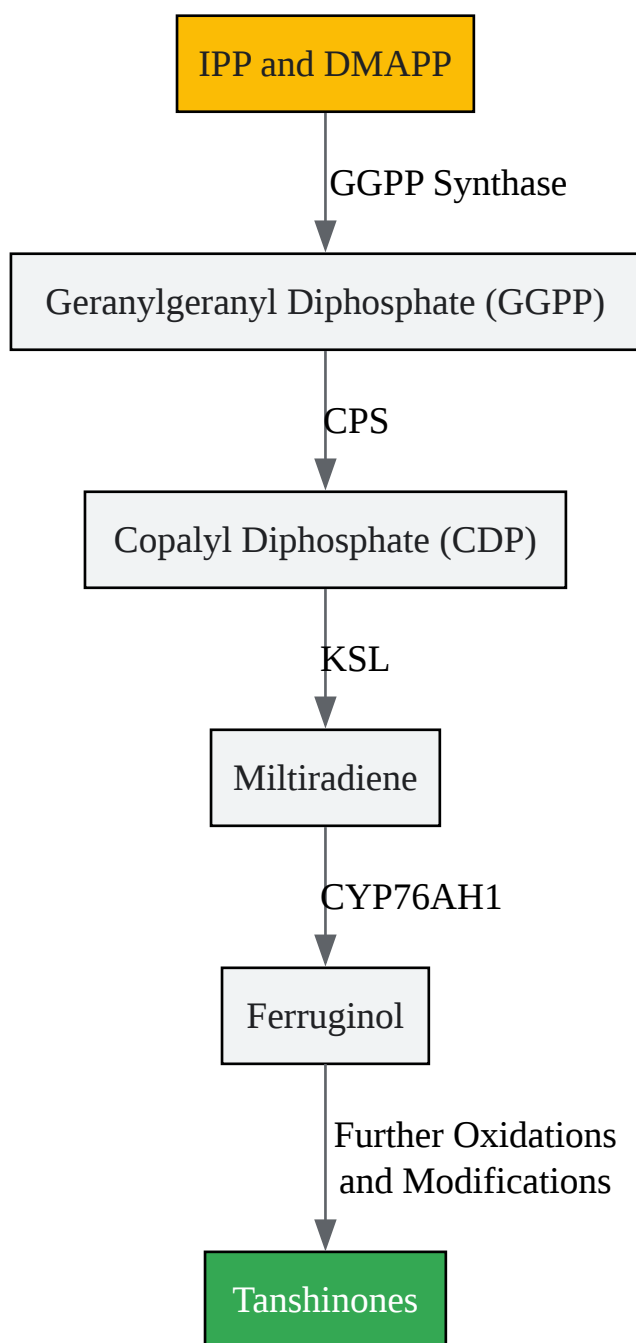 IPP and DMAPP
GGPP Synthase
Geranylgeranyl Diphosphate (GGPP)
CPS
Copalyl Diphosphate (CDP)
KSL
Miltiradiene
CYP76AH1
Ferruginol
Further Oxidations
and Modifications
Tanshinones